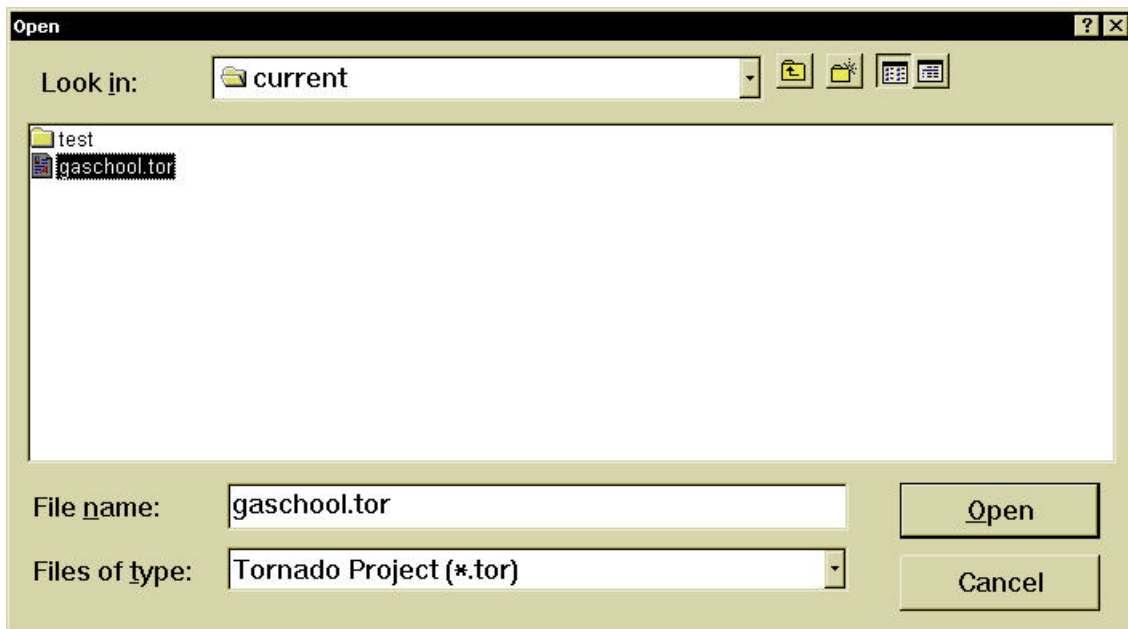 Open
Look in: current
test
gaschool.tor
File name: gaschool.tor Open
Files of type: Tornado Project (*.tor) Cancel